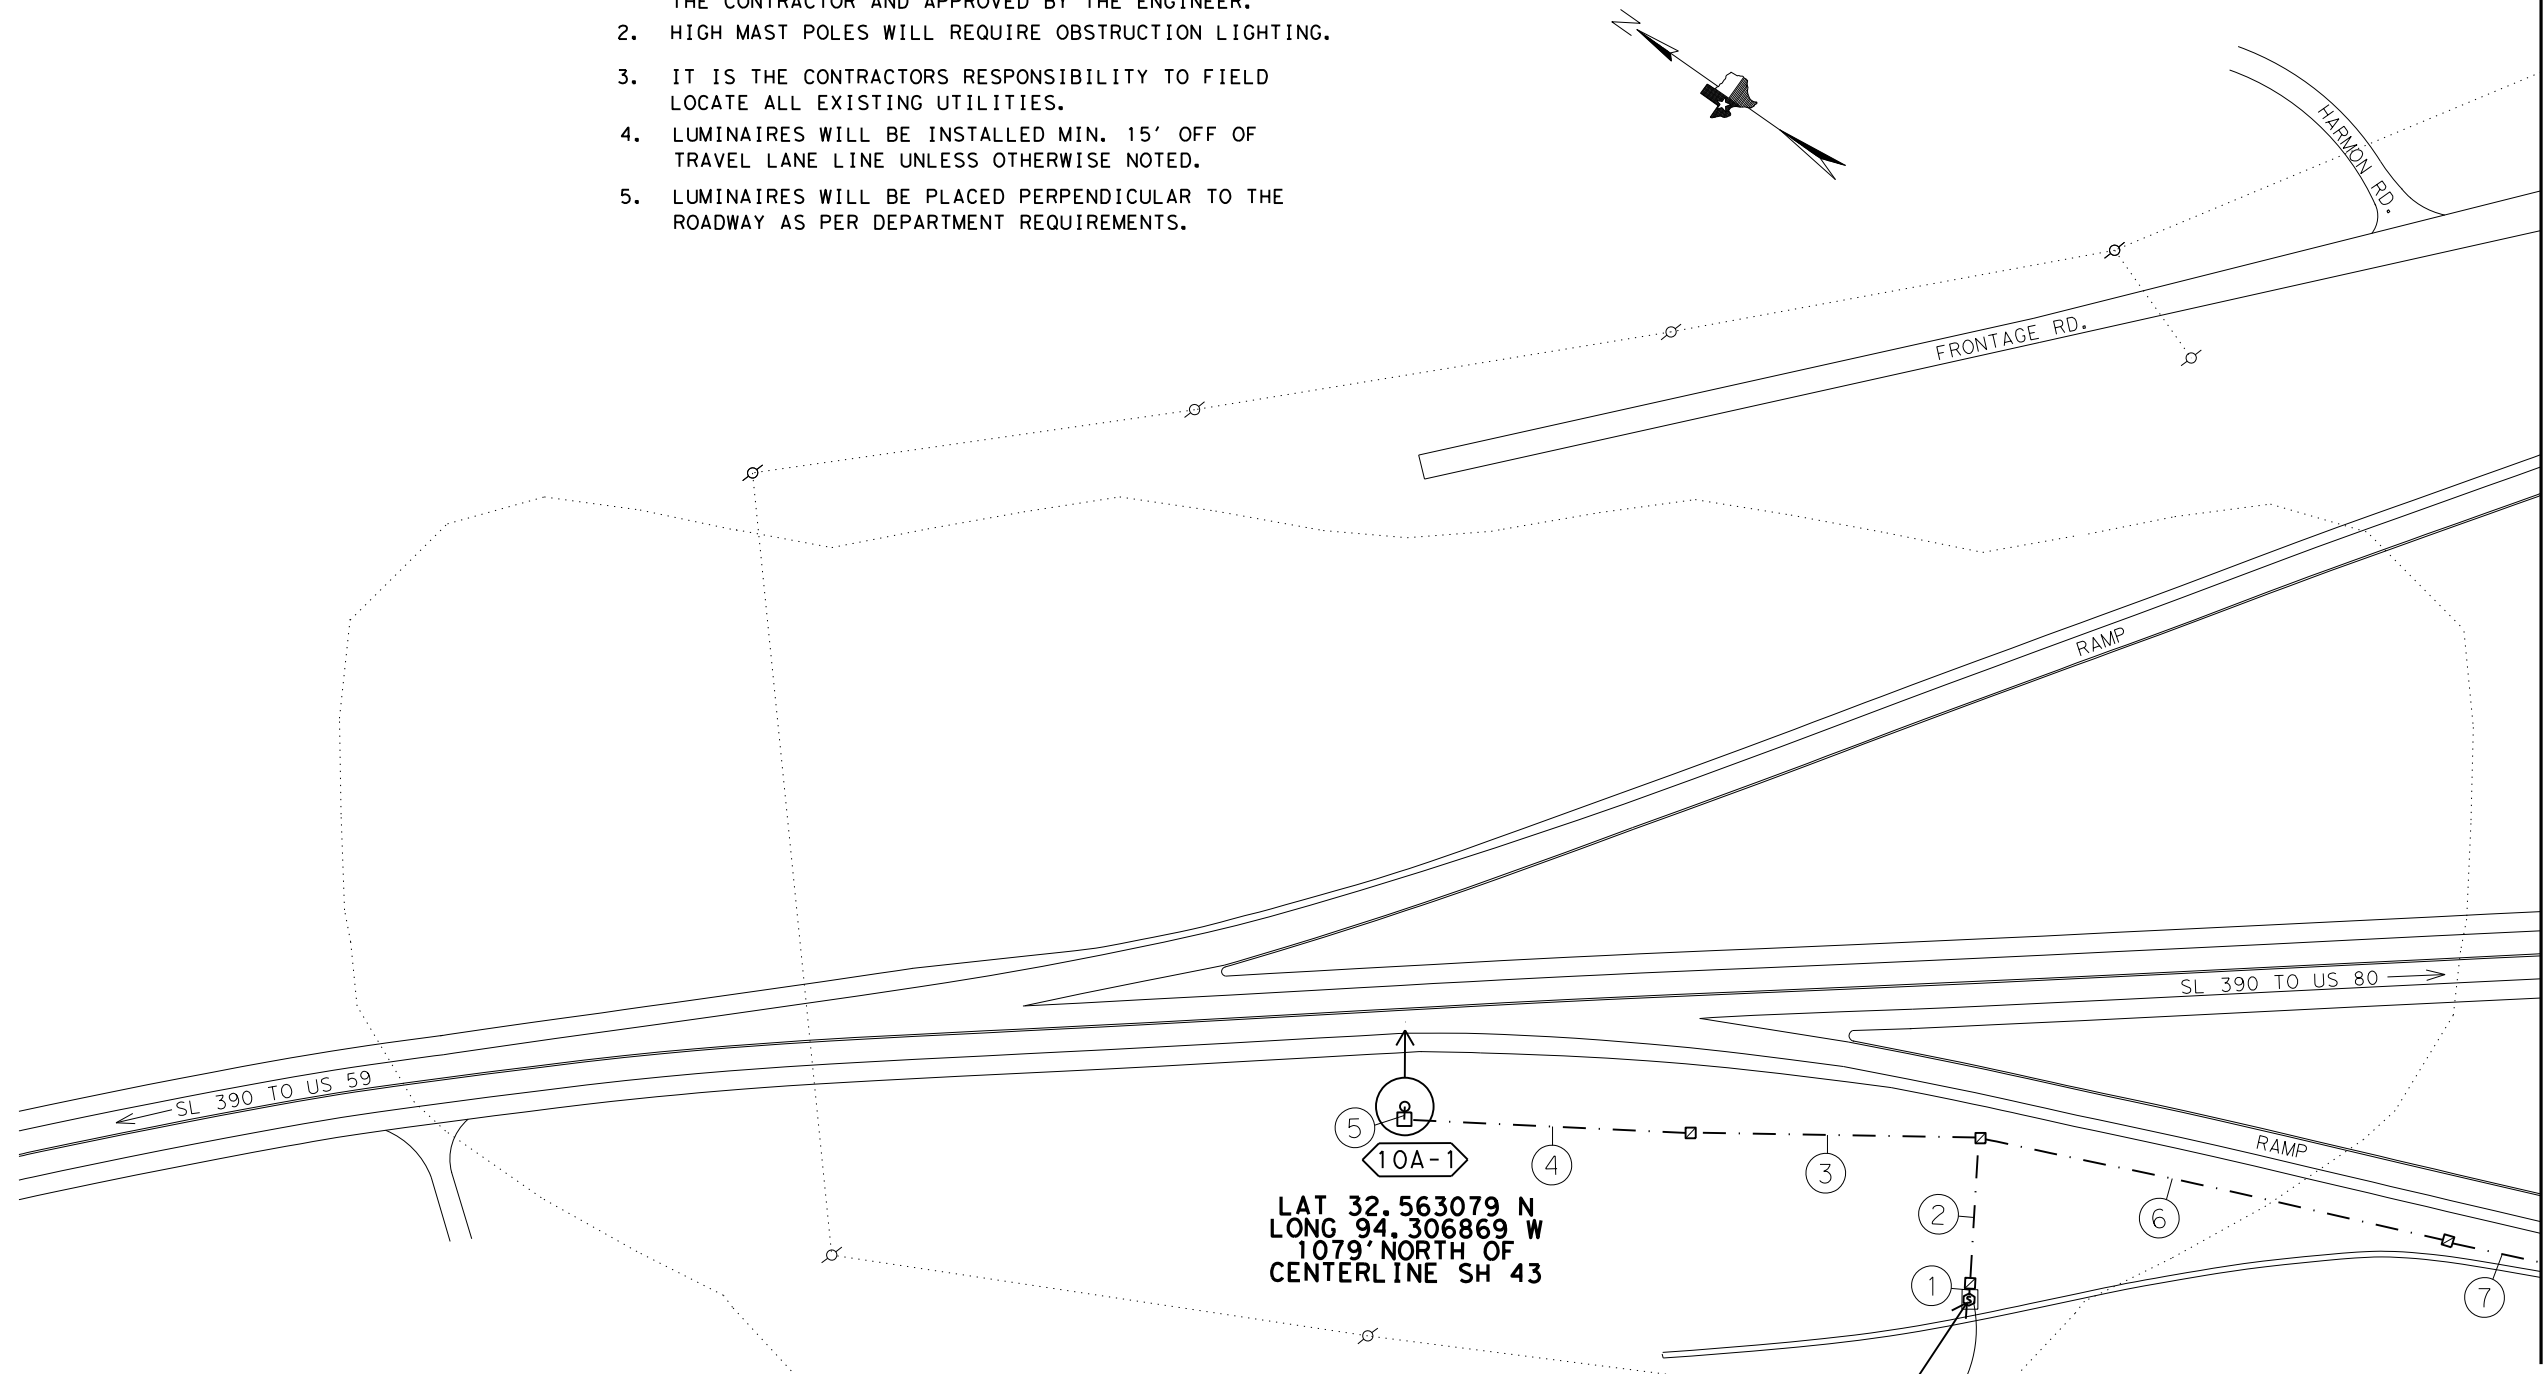 THE CONTRACTOR AND APPROVED BY THE ENGINEER.
2. HIGH MAST POLES WILL REQUIRE OBSTRUCTION LIGHTING.
3. IT IS THE CONTRACTORS RESPONSIBILITY TO FIELD
LOCATE ALL EXISTING UTILITIES.
4. LUMINAIRES WILL BE INSTALLED MIN. 15' OFF OF
TRAVEL LANE LINE UNLESS OTHERWISE NOTED.
5. LUMINAIRES WILL BE PLACED PERPENDICULAR TO THE
ROADWAY AS PER DEPARTMENT REQUIREMENTS.
N
HARMON RD.
FRONTAGE RD.
RAMP
SL 390 TO US 80
SL 390 TO US 59
RAMP
5
10A-1
4
3
2
6
1
S
7
LAT 32.563079 N
LONG 94.306869 W
1079' NORTH OF
CENTERLINE SH 43